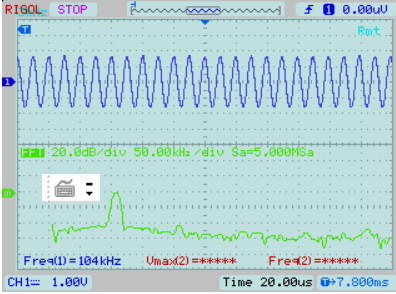 RIGOL STOP T f 1 0.00uV
T Rmt
1
FFT 20.0dB/div 50.00kHz/div Sa=5.000MSa
m
Freq(1)=104kHz Vmax(2)=***** Freq(2)=*****
CH1 1.00V Time 20.00us T→7.800ms